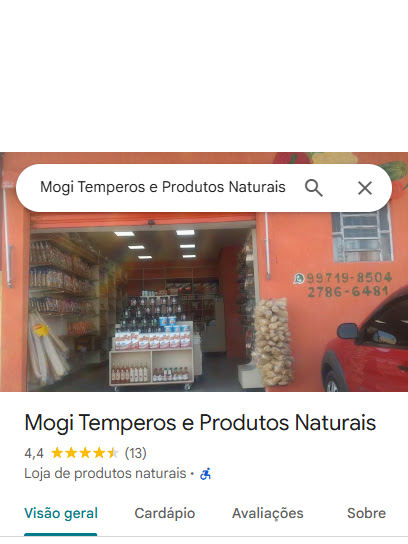 Mogi Temperos e Produtos Naturais
99719-8504
2786-6481
Mogi Temperos e Produtos Naturais
4,4 (13)
Loja de produtos naturais •
Visão geral Cardápio Avaliações Sobre